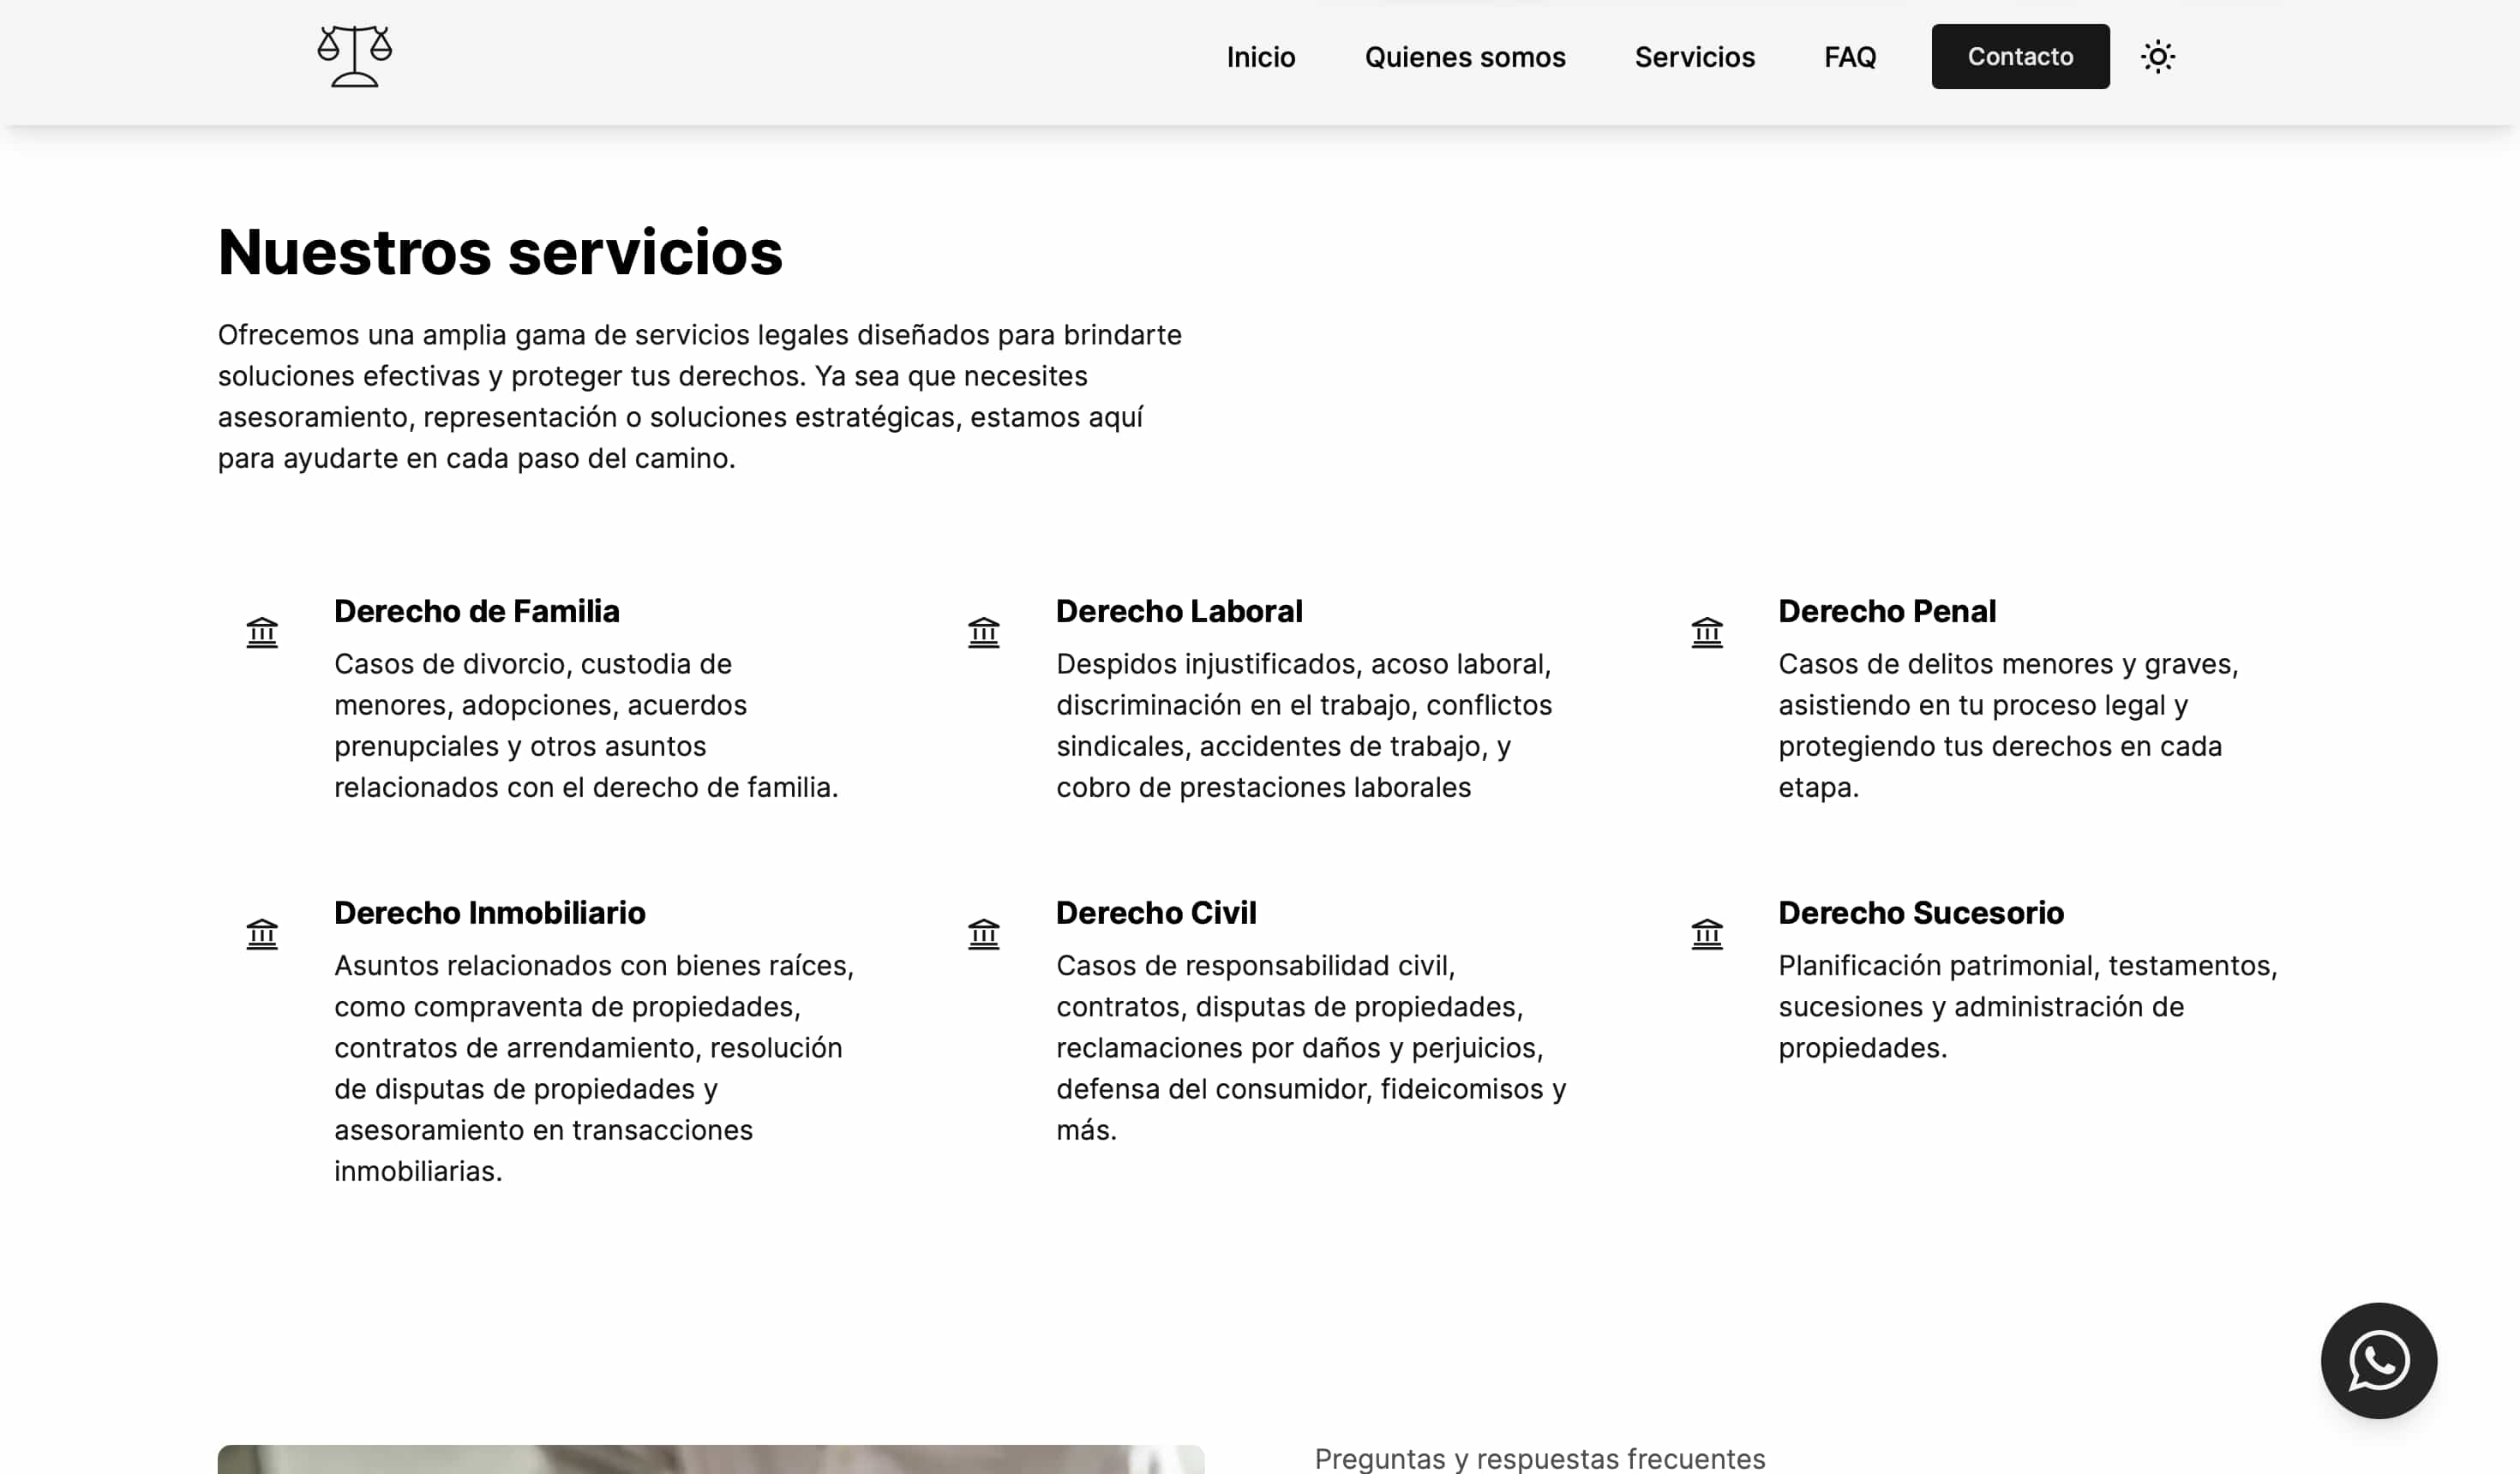 Inicio
Quienes somos
Servicios
FAQ
Contacto
Nuestros servicios
Ofrecemos una amplia gama de servicios legales diseñados para brindarte
soluciones efectivas y proteger tus derechos. Ya sea que necesites
asesoramiento, representación o soluciones estratégicas, estamos aquí
para ayudarte en cada paso del camino.
Derecho de Familia
Casos de divorcio, custodia de
menores, adopciones, acuerdos
prenupciales y otros asuntos
relacionados con el derecho de familia.
Derecho Laboral
Despidos injustificados, acoso laboral,
discriminación en el trabajo, conflictos
sindicales, accidentes de trabajo, y
cobro de prestaciones laborales
Derecho Penal
Casos de delitos menores y graves,
asistiendo en tu proceso legal y
protegiendo tus derechos en cada
etapa.
Derecho Inmobiliario
Asuntos relacionados con bienes raíces,
como compraventa de propiedades,
contratos de arrendamiento, resolución
de disputas de propiedades y
asesoramiento en transacciones
inmobiliarias.
Derecho Civil
Casos de responsabilidad civil,
contratos, disputas de propiedades,
reclamaciones por daños y perjuicios,
defensa del consumidor, fideicomisos y
más.
Derecho Sucesorio
Planificación patrimonial, testamentos,
sucesiones y administración de
propiedades.
Preguntas y respuestas frecuentes